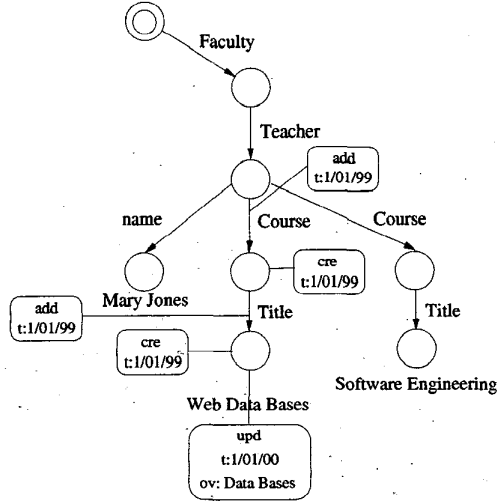 Faculty
Teacher
add
t:1/01/99
name
Course
Course
cre
t:1/01/99
Mary Jones
add
t:1/01/99
Title
Title
cre
t:1/01/99
Software Engineering
Web Data Bases
upd
t:1/01/00
ov: Data Bases